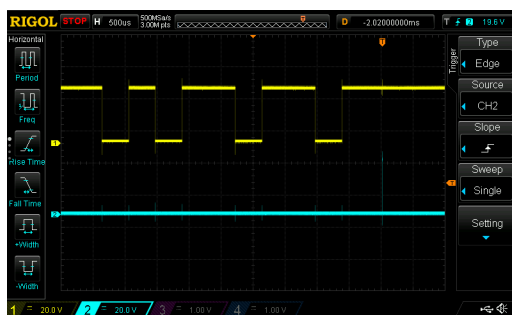 RIGOL STOP H 500us 500MSa/s 3.00M pts D -2.02000000ms T 2 19.6V
Horizontal
Period
Freq
Rise Time
Fall Time
+Width
-Width
T
1
2
T
Trigger
Type
Edge
Source
CH2
Slope
Sweep
Single
Setting
1 = 20.0 V 2 = 20.0 V 3 = 1.00 V 4 = 1.00 V